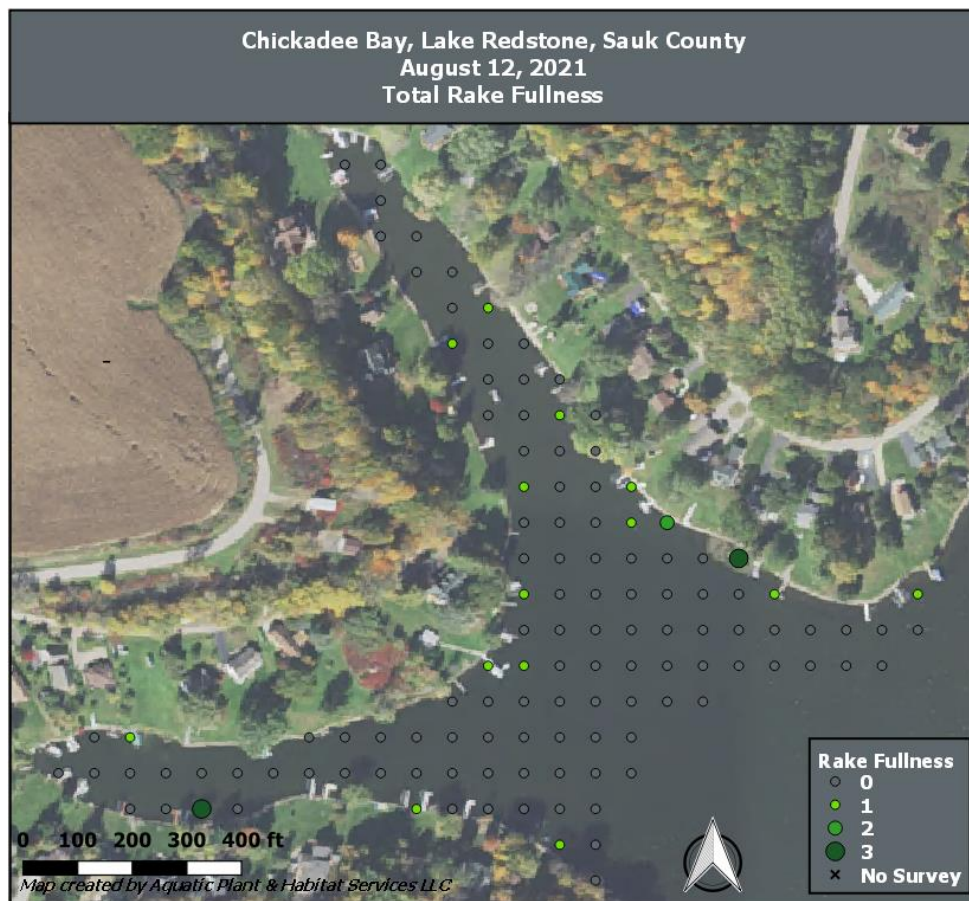 Chickadee Bay, Lake Redstone, Sauk County
August 12, 2021
Total Rake Fullness
Rake Fullness
0
1
2
3
No Survey
0 100 200 300 400 ft
Map created by Aquatic Plant & Habitat Services LLC